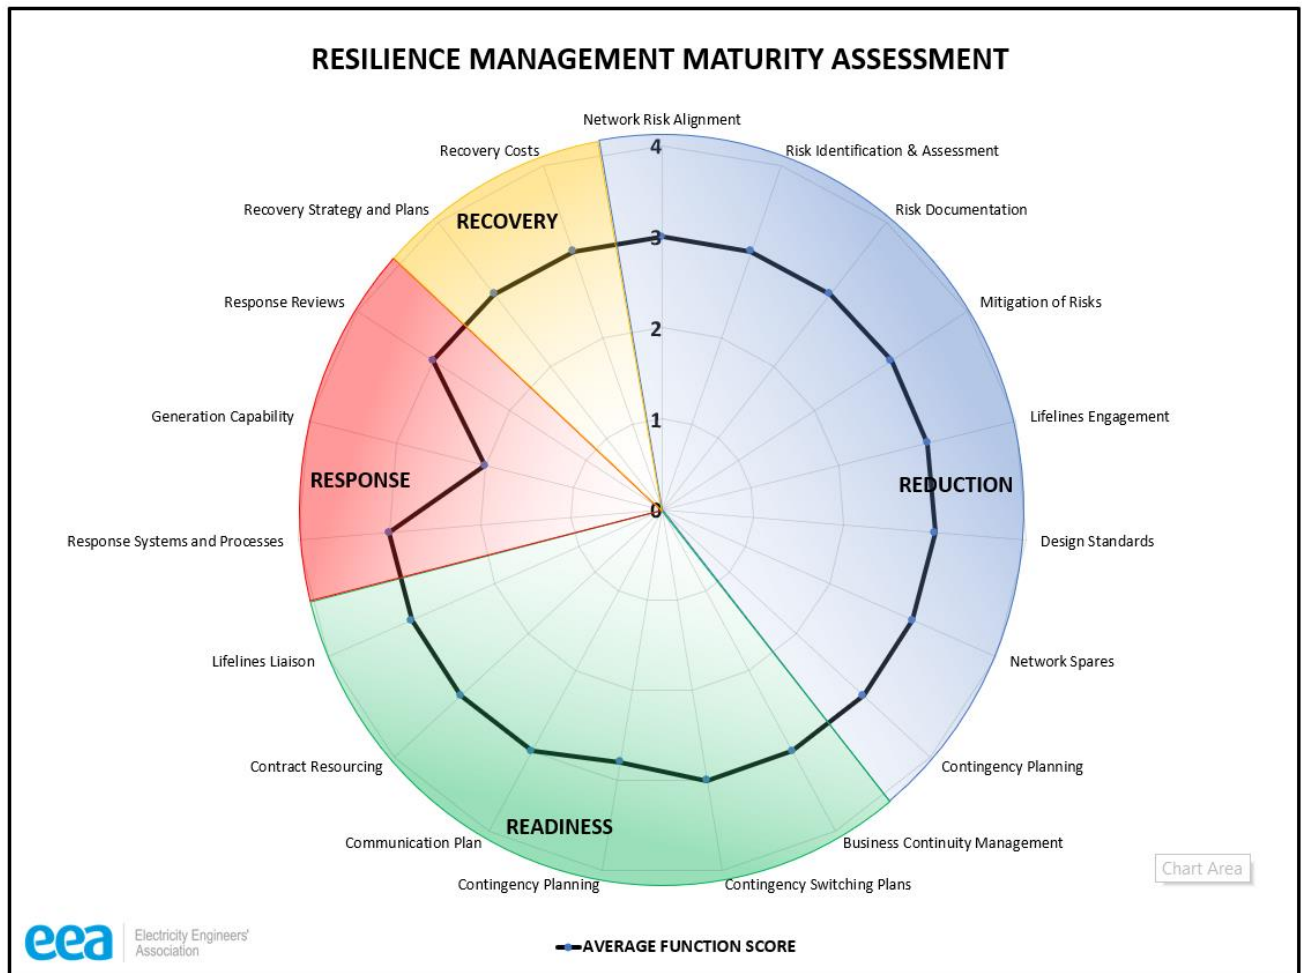 RESILIENCE MANAGEMENT MATURITY ASSESSMENT
Network Risk Alignment
Recovery Costs
4
Risk Identification & Assessment
Recovery Strategy and Plans
RECOVERY
Risk Documentation
3
Response Reviews
Mitigation of Risks
2
Generation Capability
1
Lifelines Engagement
RESPONSE
REDUCTION
0
Response Systems and Processes
Design Standards
Lifelines Liaison
Network Spares
Contract Resourcing
Contingency Planning
READINESS
Communication Plan
Business Continuity Management
Contingency Planning
Contingency Switching Plans
Chart Area
eea
Electricity Engineers'
Association
AVERAGE FUNCTION SCORE